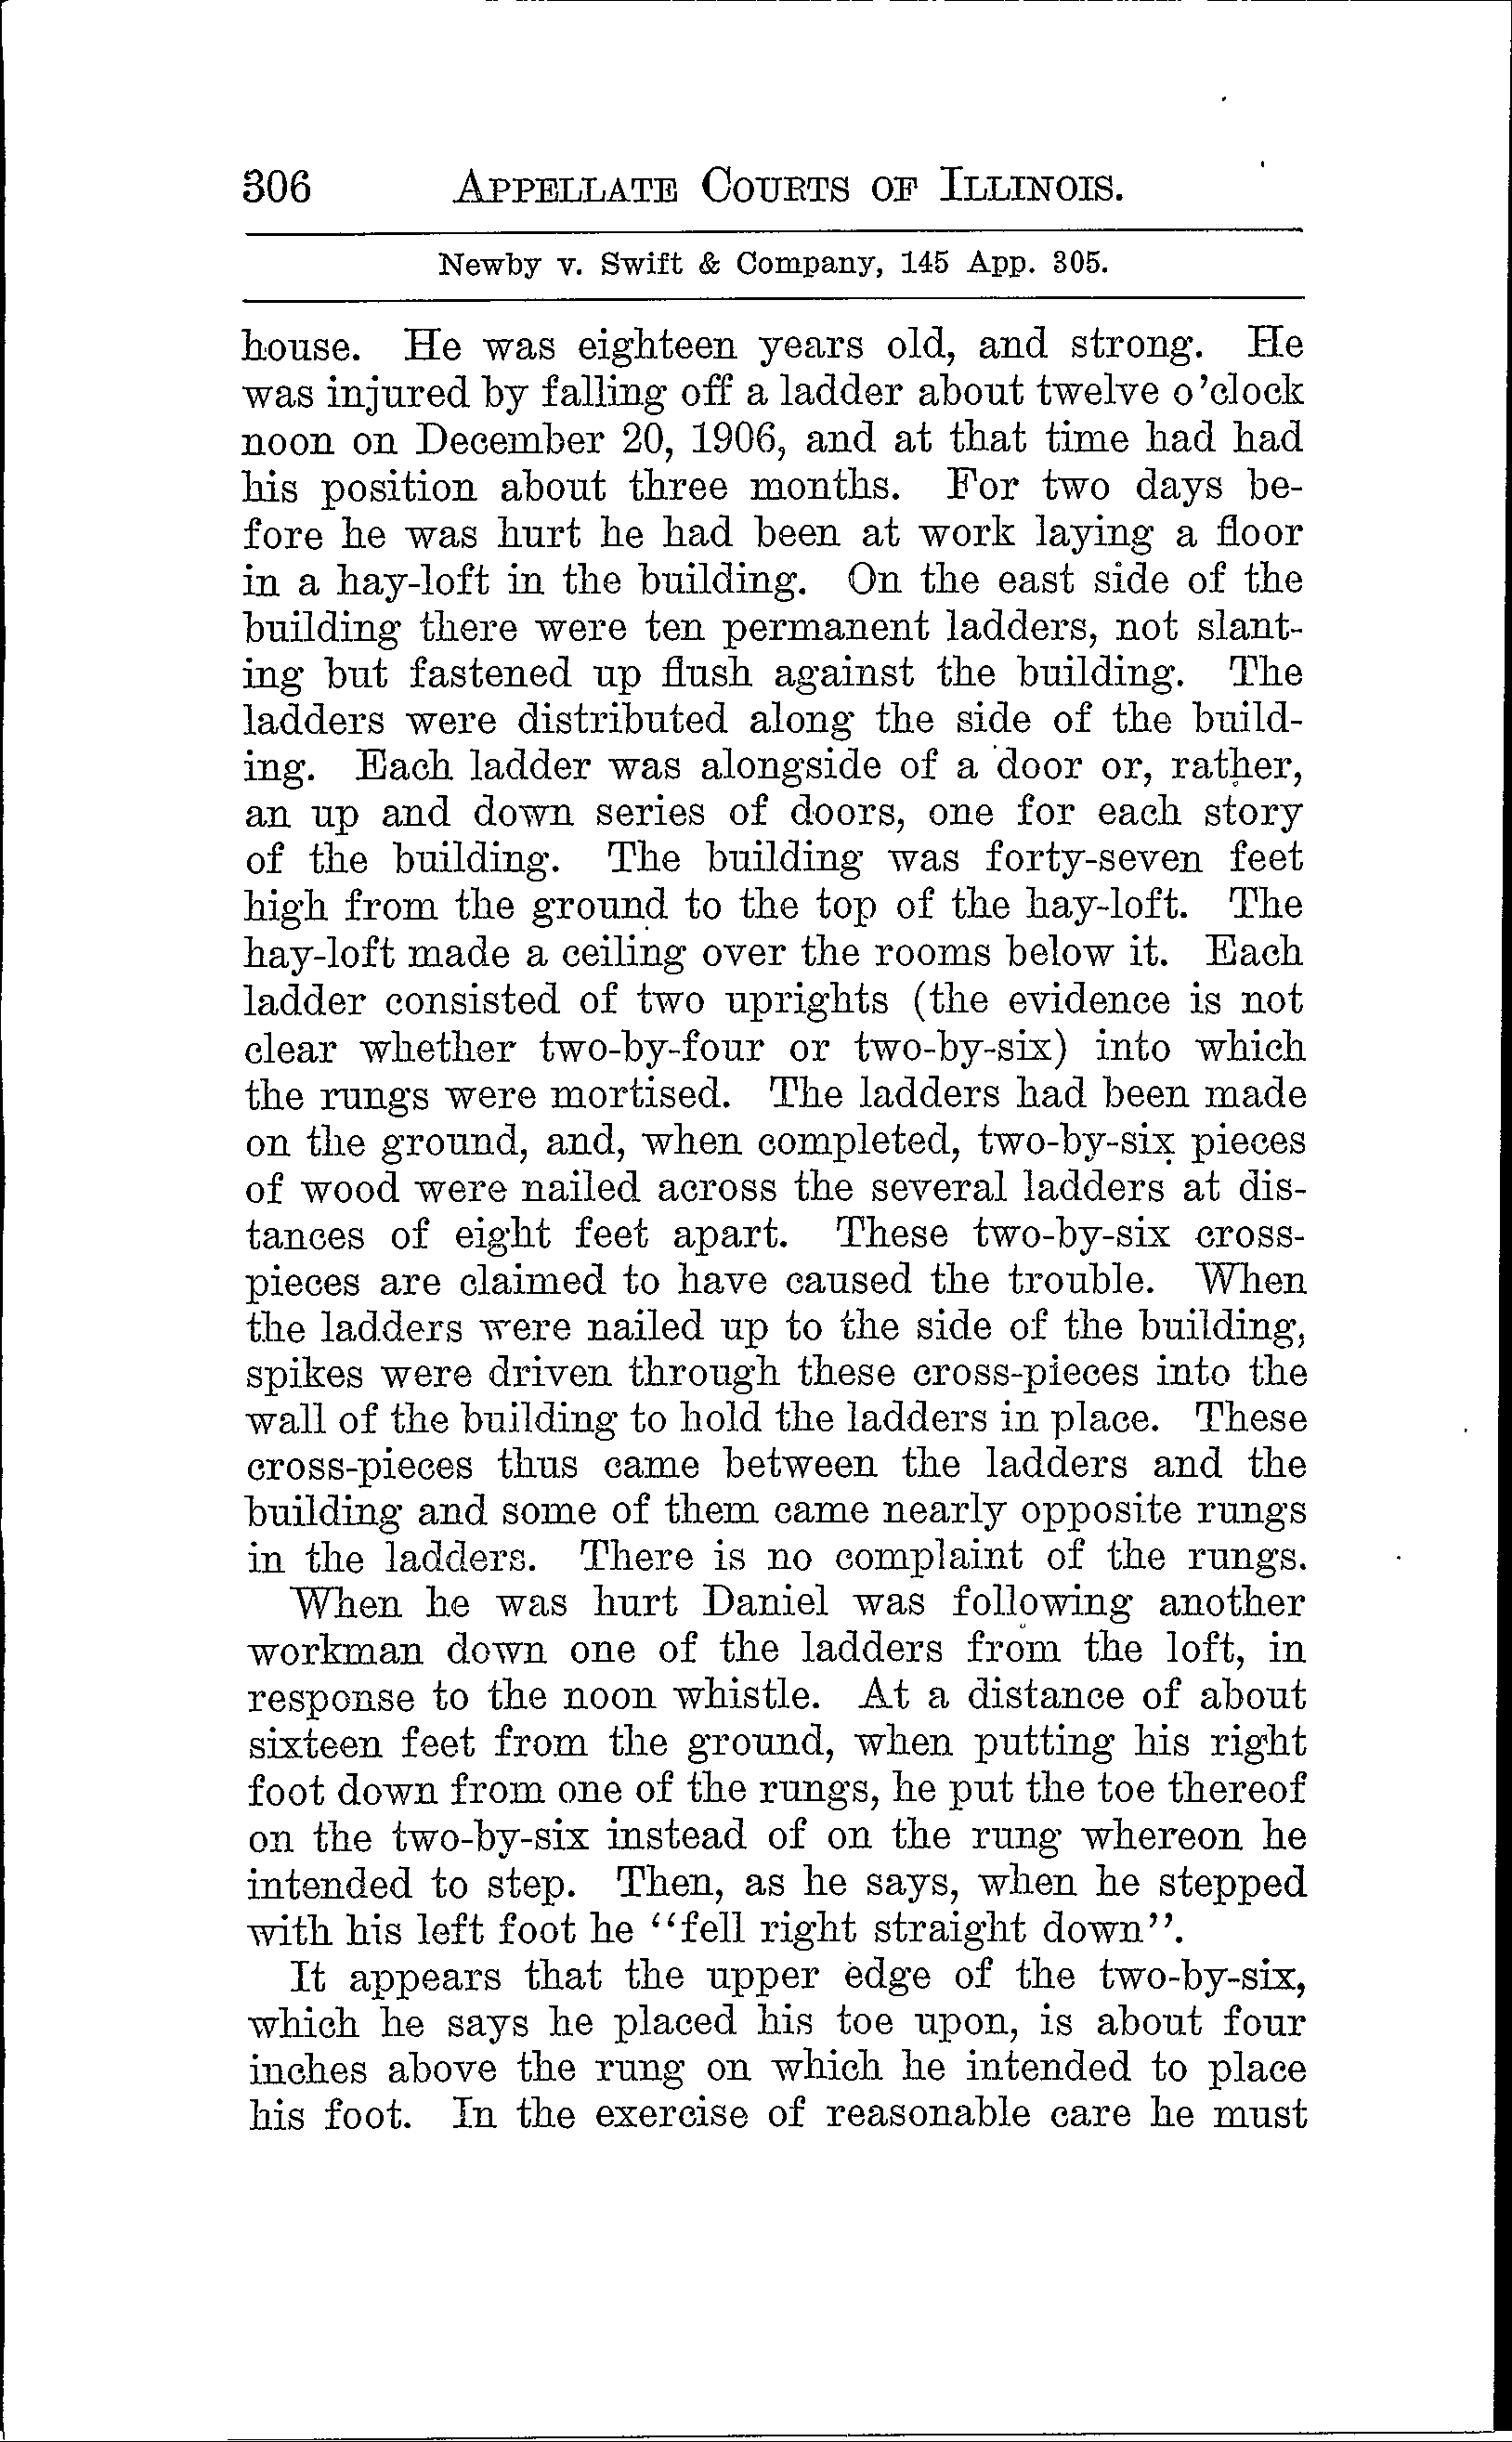 306 APPELLATE COURTS OF ILLINOIS.
Newby v. Swift & Company, 145 App. 305.
house. He was eighteen years old, and strong. He
was injured by falling off a ladder about twelve o'clock
noon on December 20, 1906, and at that time had had
his position about three months. For two days be-
fore he was hurt he had been at work laying a floor
in a hay-loft in the building. On the east side of the
building there were ten permanent ladders, not slant-
ing but fastened up flush against the building. The
ladders were distributed along the side of the build-
ing. Each ladder was alongside of a door or, rather,
an up and down series of doors, one for each story
of the building. The building was forty-seven feet
high from the ground to the top of the hay-loft. The
hay-loft made a ceiling over the rooms below it. Each
ladder consisted of two uprights (the evidence is not
clear whether two-by-four or two-by-six) into which
the rungs were mortised. The ladders had been made
on the ground, and, when completed, two-by-six pieces
of wood were nailed across the several ladders at dis-
tances of eight feet apart. These two-by-six cross-
pieces are claimed to have caused the trouble. When
the ladders were nailed up to the side of the building,
spikes were driven through these cross-pieces into the
wall of the building to hold the ladders in place. These
cross-pieces thus came between the ladders and the
building and some of them came nearly opposite rungs
in the ladders. There is no complaint of the rungs.
When he was hurt Daniel was following another
workman down one of the ladders from the loft, in
response to the noon whistle. At a distance of about
sixteen feet from the ground, when putting his right
foot down from one of the rungs, he put the toe thereof
on the two-by-six instead of on the rung whereon he
intended to step. Then, as he says, when he stepped
with his left foot he "fell right straight down".
It appears that the upper edge of the two-by-six,
which he says he placed his toe upon, is about four
inches above the rung on which he intended to place
his foot. In the exercise of reasonable care he must